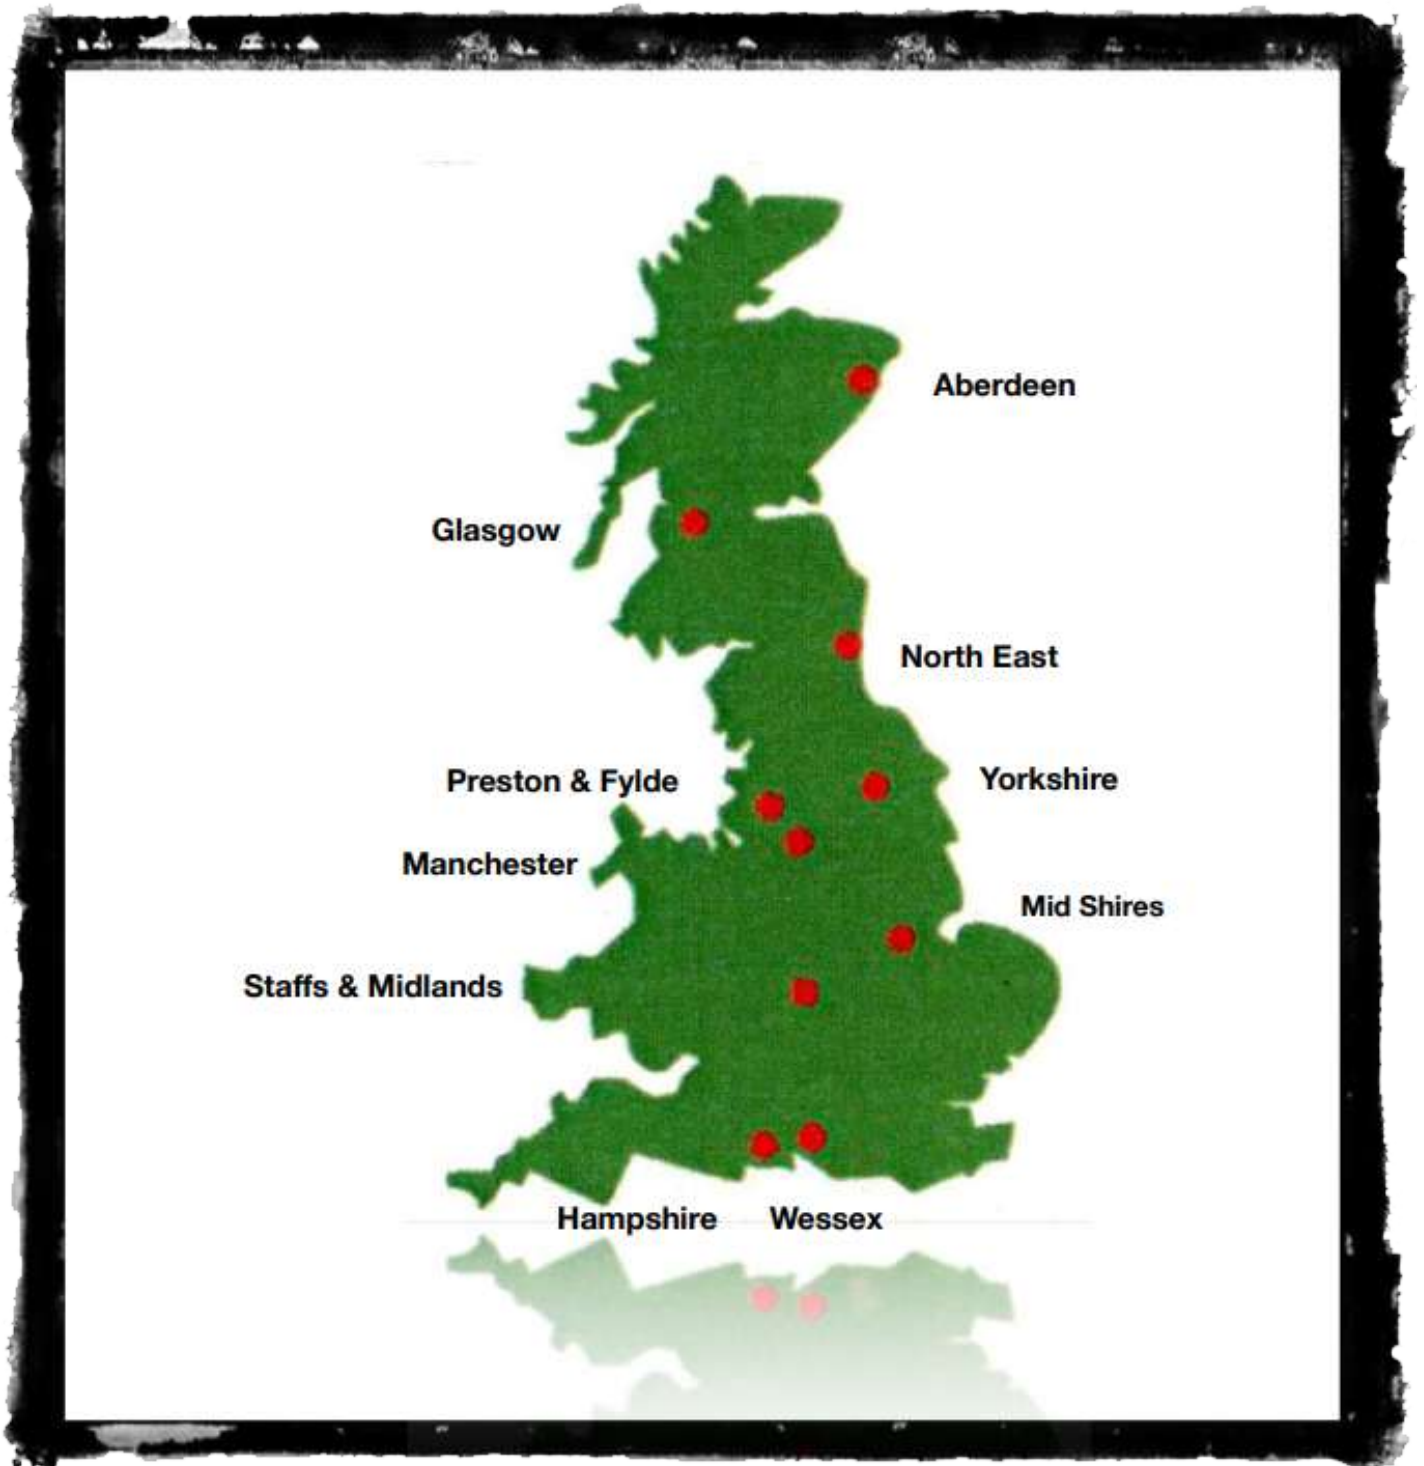 Aberdeen
Glasgow
North East
Preston & Fylde
Yorkshire
Manchester
Mid Shires
Staffs & Midlands
Hampshire
Wessex